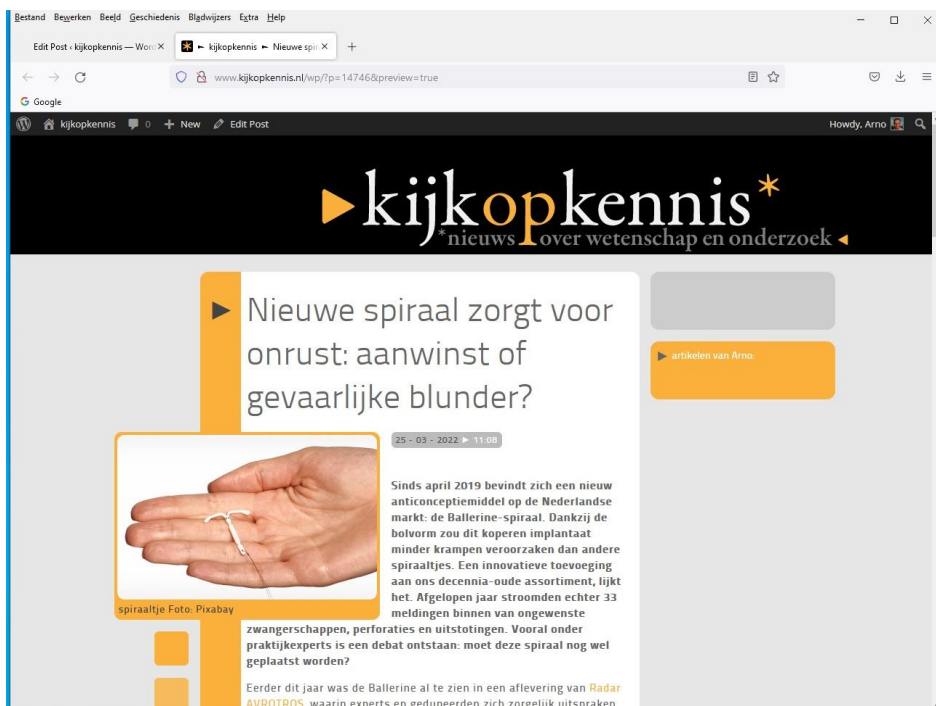 Bestand Bewerken Beeld Geschiedenis Bladwijzers Extra Help
Edit Post ‹ kijkopkennis — Word
► kijkopkennis ► Nieuwe spir
www.kijkopkennis.nl/wp/?p=14746&preview=true
Google
kijkopkennis 0 New Edit Post
Howdy, Arno
kijkopkennis*
*nieuws over wetenschap en onderzoek
Nieuwe spiraal zorgt voor
onrust: aanwinst of
gevaarlijke blunder?
artikelen van Arno:
25 - 03 - 2022 ► 11:08
Sinds april 2019 bevindt zich een nieuw
anticonceptiemiddel op de Nederlandse
markt: de Ballerine-spiraal. Dankzij de
bolvorm zou dit koperen implantaat
minder krampen veroorzaken dan andere
spiraaltjes. Een innovatieve toevoeging
aan ons decennia-oude assortiment, lijkt
het. Afgelopen jaar stroomden echter 33
meldingen binnen van ongewenste
zwangerschappen, perforaties en uitstotingen. Vooral onder
praktijkexperts is een debat ontstaan: moet deze spiraal nog wel
geplaatst worden?
spiraaltje Foto: Pixabay
Eerder dit jaar was de Ballerine al te zien in een aflevering van Radar
AVROTROS, waarin experts en gedupeerden zich zorgelijk uitspraken